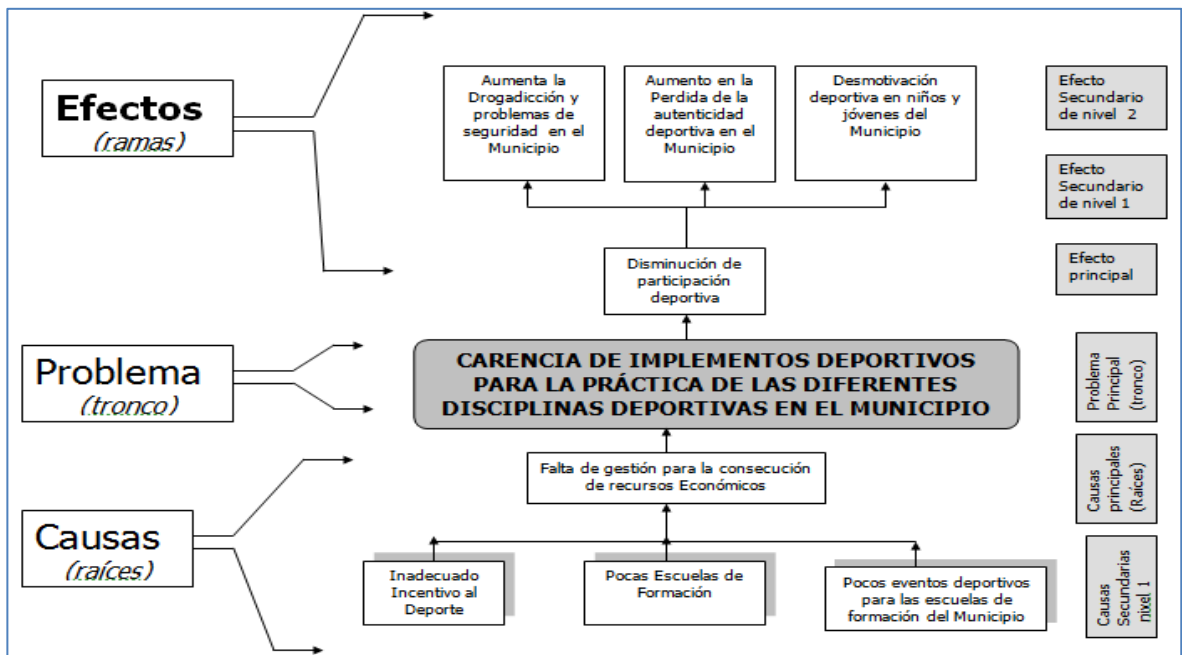 Efectos
(ramas)
Aumenta la
Drogadicción y
problemas de
seguridad en el
Municipio
Aumento en la
Perdida de la
autenticidad
deportiva en el
Municipio
Desmotivación
deportiva en niños y
jóvenes del
Municipio
Efecto
Secundario
de nivel 2
Efecto
Secundario
de nivel 1
Disminución de
participación
deportiva
Efecto
principal
Problema
(tronco)
CARENCIA DE IMPLEMENTOS DEPORTIVOS
PARA LA PRÁCTICA DE LAS DIFERENTES
DISCIPLINAS DEPORTIVAS EN EL MUNICIPIO
Problema
Principal
(tronco)
Falta de gestión para la consecución
de recursos Económicos
Causas
principales
(Raíces)
Causas
(raíces)
Inadecuado
Incentivo al
Deporte
Pocas Escuelas de
Formación
Pocos eventos deportivos
para las escuelas de
formación del Municipio
Causas
Secundarias
nivel 1